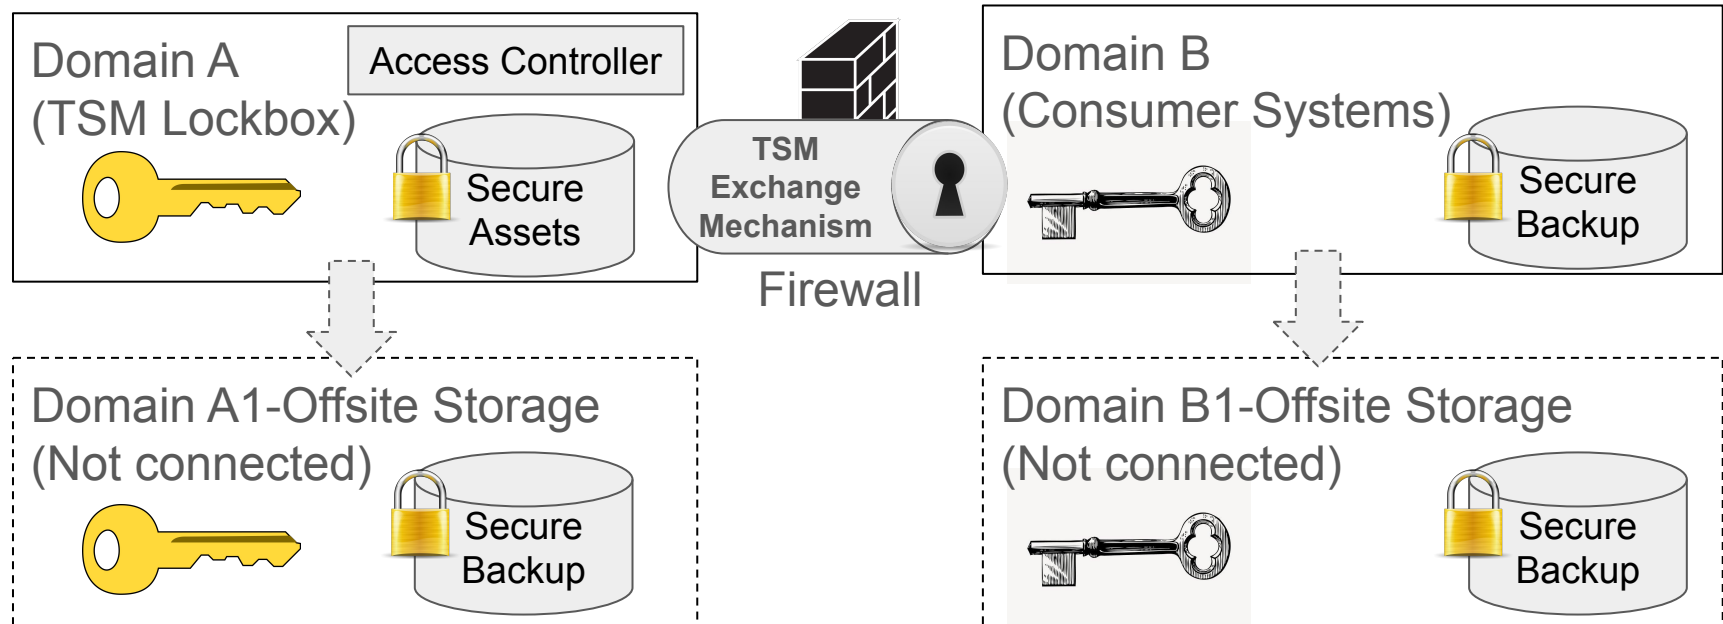 Domain A
(TSM Lockbox)
Access Controller
Secure
Assets
TSM
Exchange
Mechanism
Firewall
Domain B
(Consumer Systems)
Secure
Backup
Domain A1-Offsite Storage
(Not connected)
Secure
Backup
Domain B1-Offsite Storage
(Not connected)
Secure
Backup